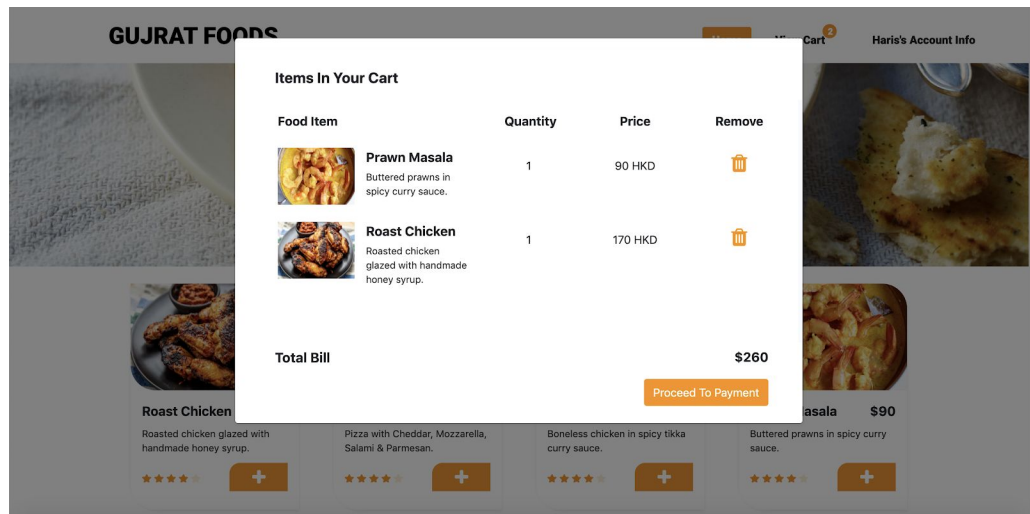 GUJRAT FOODS
Cart
2
Haris's Account Info
Items In Your Cart
Food Item Quantity Price Remove
Prawn Masala
Buttered prawns in
spicy curry sauce.
1 90 HKD
Roast Chicken
Roasted chicken
glazed with handmade
honey syrup.
1 170 HKD
Total Bill $260
Proceed To Payment
Roast Chicken
Roasted chicken glazed with
handmade honey syrup.
Pizza with Cheddar, Mozzarella,
Salami & Parmesan.
Boneless chicken in spicy tikka
curry sauce.
asala $90
Buttered prawns in spicy curry
sauce.